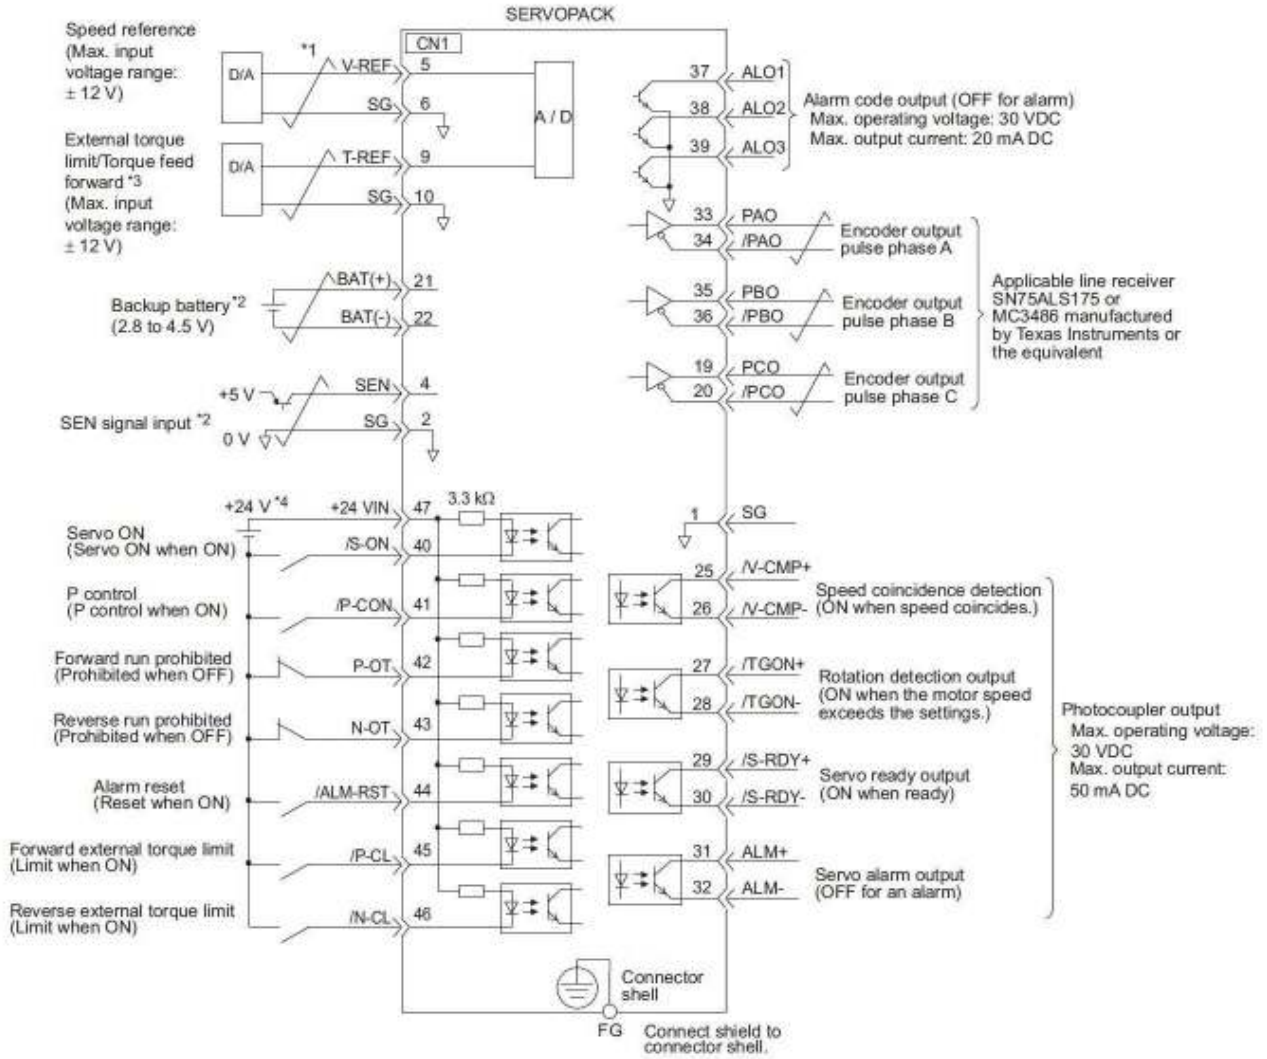 SERVOPACK
CN1
Speed reference
(Max. input
voltage range:
± 12 V)
D/A
*1
V-REF
5
SG
6
A / D
External torque
limit/Torque feed
forward *3
(Max. input
voltage range:
± 12 V)
D/A
T-REF
9
SG
10
Backup battery *2
(2.8 to 4.5 V)
BAT(+)
21
BAT(-)
22
+5 V
SEN
4
SEN signal input *2
0 V
SG
2
+24 V *4
+24 VIN
47
3.3 kΩ
Servo ON
(Servo ON when ON)
/S-ON
40
P control
(P control when ON)
/P-CON
41
Forward run prohibited
(Prohibited when OFF)
P-OT
42
Reverse run prohibited
(Prohibited when OFF)
N-OT
43
Alarm reset
(Reset when ON)
/ALM-RST
44
Forward external torque limit
(Limit when ON)
/P-CL
45
Reverse external torque limit
(Limit when ON)
/N-CL
46
37
ALO1
38
ALO2
39
ALO3
Alarm code output (OFF for alarm)
Max. operating voltage: 30 VDC
Max. output current: 20 mA DC
33
PAO
34
/PAO
Encoder output
pulse phase A
35
PBO
36
/PBO
Encoder output
pulse phase B
19
PCO
20
/PCO
Encoder output
pulse phase C
Applicable line receiver
SN75ALS175 or
MC3486 manufactured
by Texas Instruments or
the equivalent
1
SG
25
/V-CMP+
26
/V-CMP-
Speed coincidence detection
(ON when speed coincides.)
27
/TGON+
28
/TGON-
Rotation detection output
(ON when the motor speed
exceeds the settings.)
29
/S-RDY+
30
/S-RDY-
Servo ready output
(ON when ready)
31
ALM+
32
ALM-
Servo alarm output
(OFF for an alarm)
Photocoupler output
Max. operating voltage:
30 VDC
Max. output current:
50 mA DC
Connector
shell
FG
Connect shield to
connector shell.